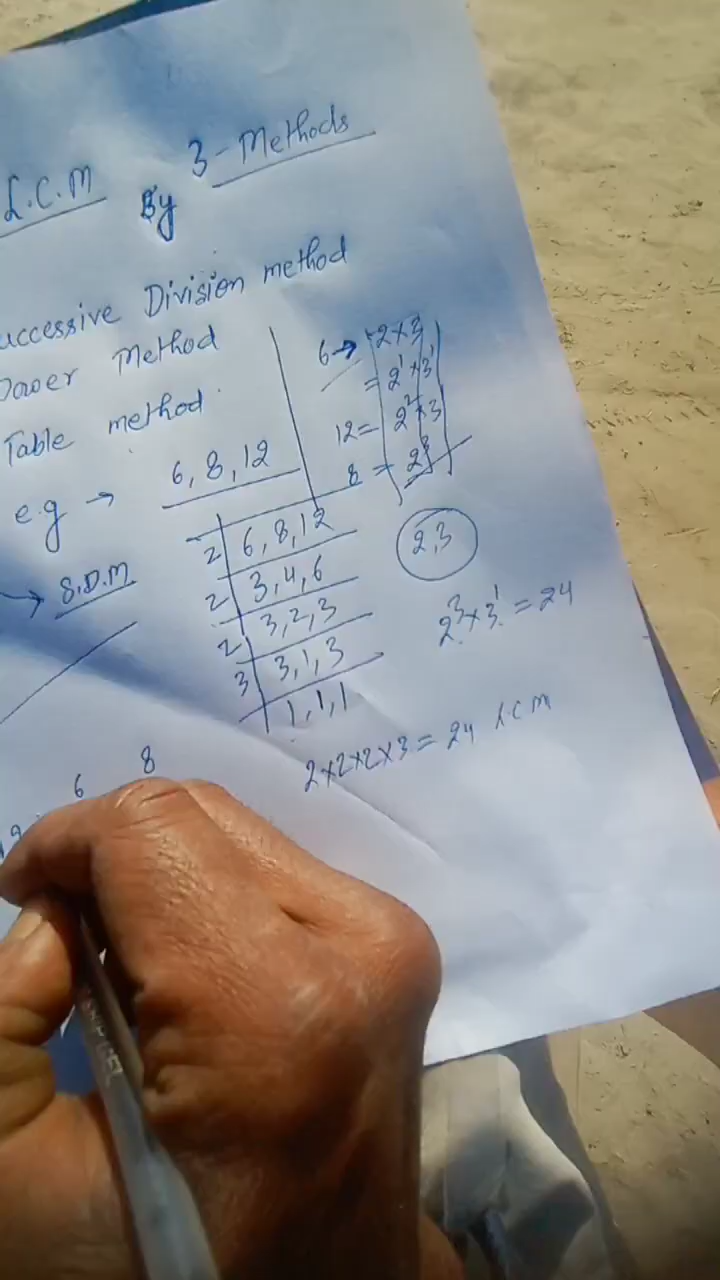 L.C.M By 3-Methods
uccessive Division method
Power Method
Table method
e.g → 6, 8, 12
6 → 2×3
= 2¹×3¹
12 = 2²×3¹
8 = 2³
2,3
2³×3¹ = 24
→ S.D.M
2 | 6, 8, 12
2 | 3, 4, 6
2 | 3, 2, 3
3 | 3, 1, 3
| 1, 1, 1
2×2×2×3 = 24 L.C.M
6 8